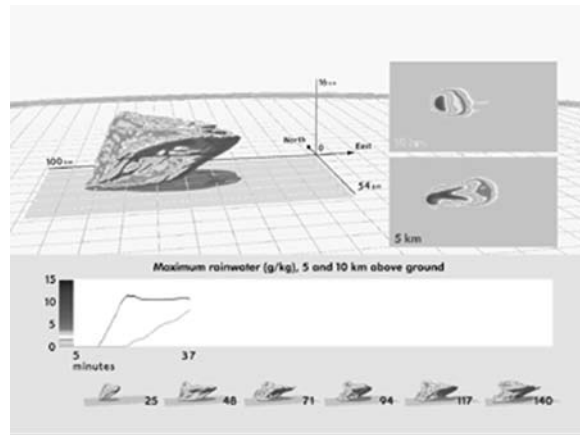 16 km
North
0
East
100 km
54 km
10 km
5 km
Maximum rainwater (g/kg), 5 and 10 km above ground
15
10
5
0
5
37
minutes
25
48
71
94
117
140